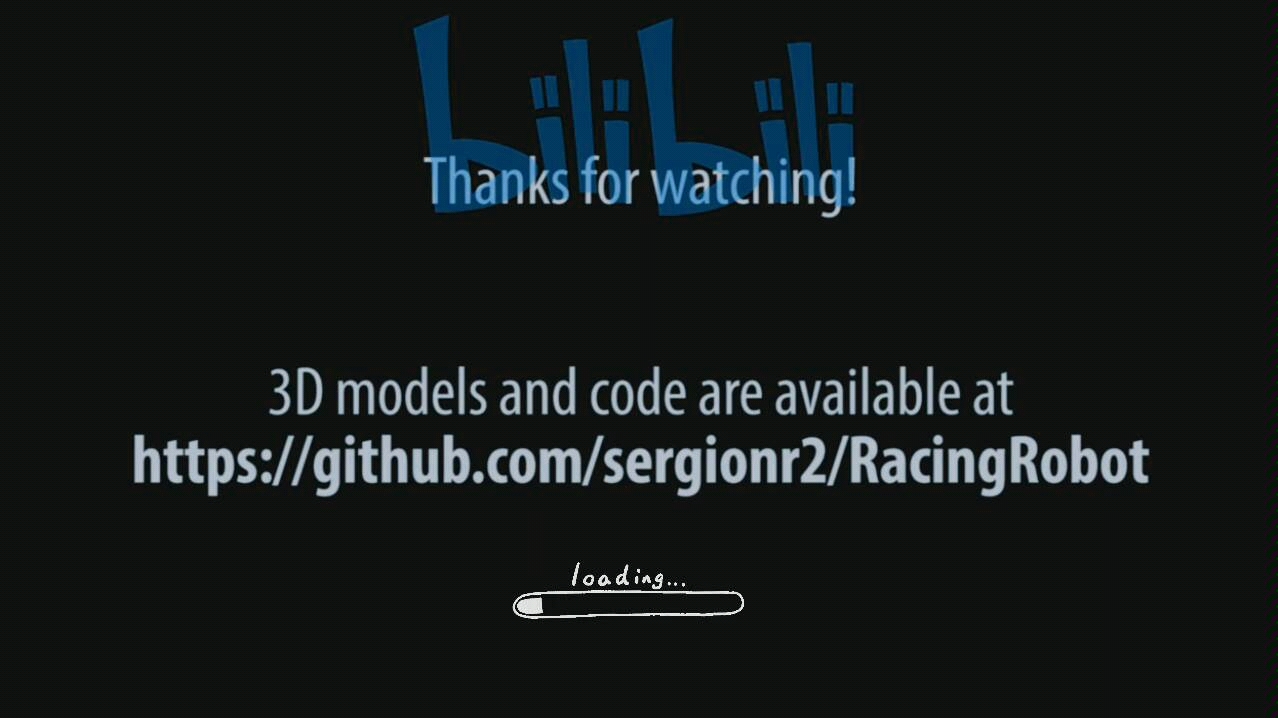 bilibili
Thanks for watching!
3D models and code are available at
https://github.com/sergionr2/RacingRobot
loading...